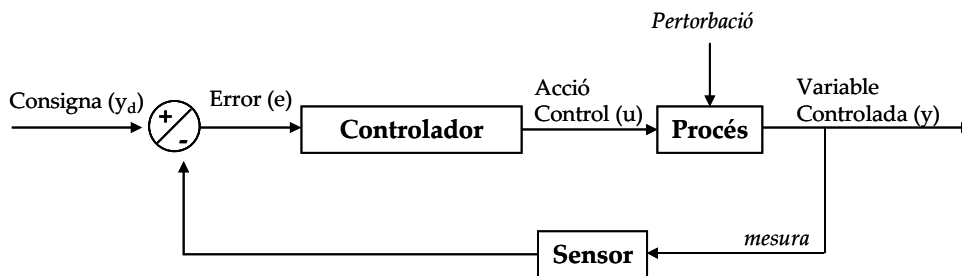 Pertorbació
Consigna (yd)
+
-
Error (e)
Controlador
Acció
Control (u)
Procés
Variable
Controlada (y)
mesura
Sensor